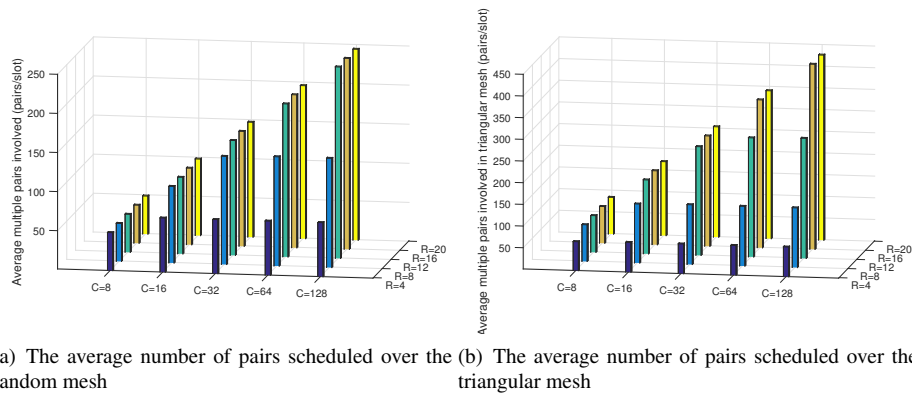 Average multiple pairs involved (pairs/slot)
250
200
150
100
50
C=8
C=16
C=32
C=64
C=128
R=20
R=16
R=12
R=8
R=4
Average multiple pairs involved in triangular mesh (pairs/slot)
450
400
350
300
250
200
150
100
50
C=8
C=16
C=32
C=64
C=128
R=20
R=16
R=12
R=8
R=4
a) The average number of pairs scheduled over the
andom mesh
(b) The average number of pairs scheduled over the
triangular mesh